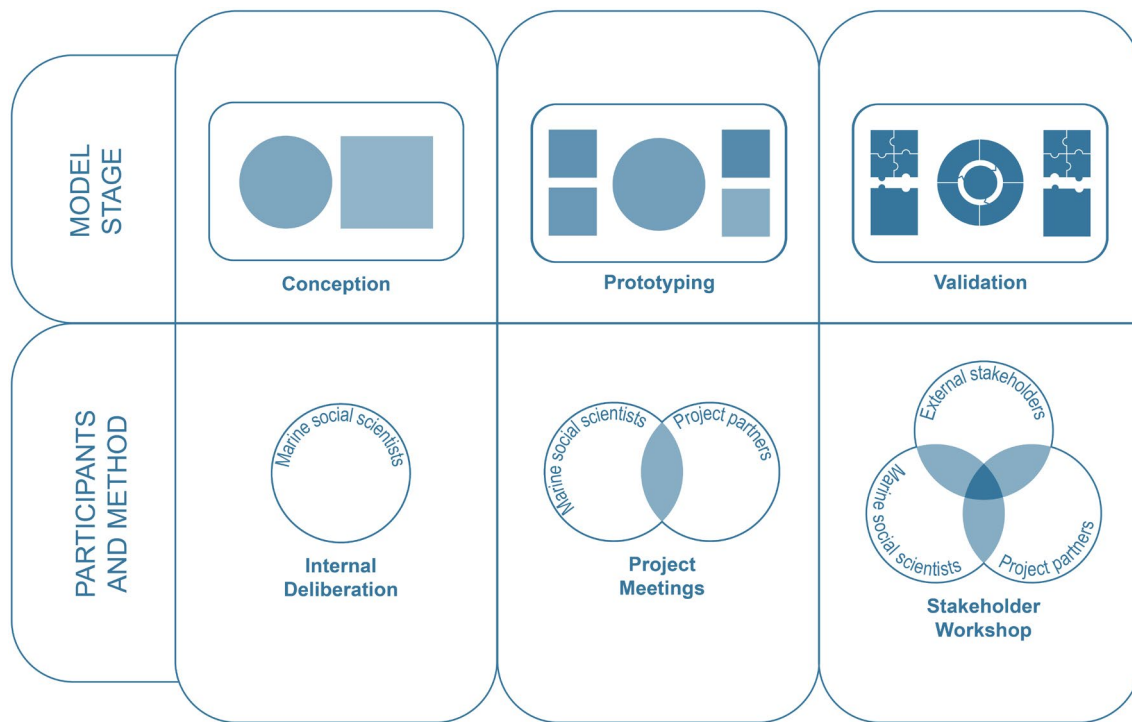 MODEL
STAGE
Conception
Prototyping
Validation
PARTICIPANTS
AND METHOD
Marine social scientists
Internal
Deliberation
Marine social scientists
Project partners
Project
Meetings
External stakeholders
Marine social scientists
Project partners
Stakeholder
Workshop